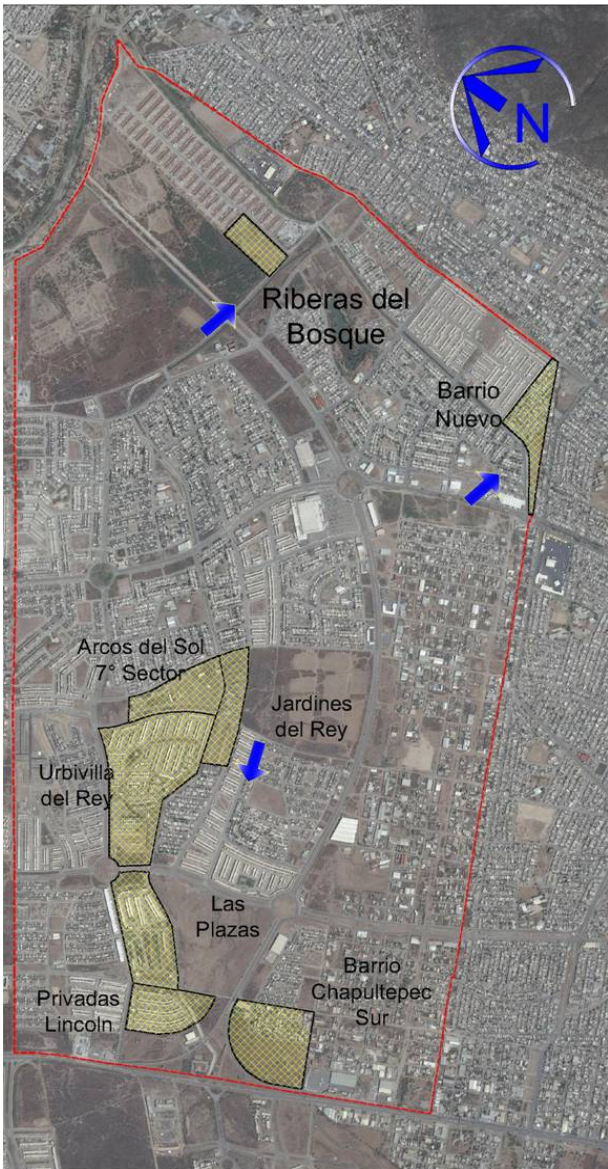 N
Riberas del
Bosque
Barrio
Nuevo
Arcos del Sol
7° Sector
Jardines
del Rey
Urbivilla
del Rey
Las
Plazas
Barrio
Chapultepec
Sur
Privadas
Lincoln